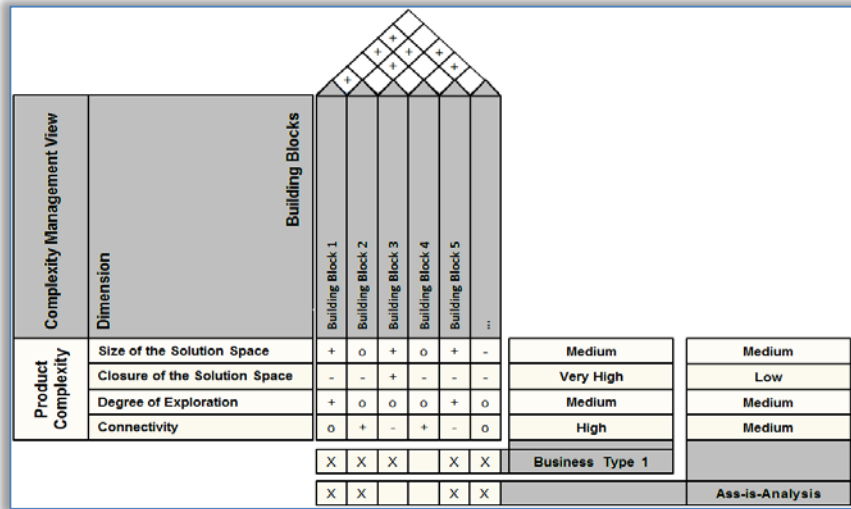 +
+ + +
+ +
+
Complexity Management View
Dimension
Building Blocks
Building Block 1
Building Block 2
Building Block 3
Building Block 4
Building Block 5
...
Product Complexity
Size of the Solution Space + o + o + - Medium Medium
Closure of the Solution Space - - + - - - Very High Low
Degree of Exploration + o o o + o Medium Medium
Connectivity o + - + - o High Medium
X X X X X Business Type 1
X X X X Ass-is-Analysis